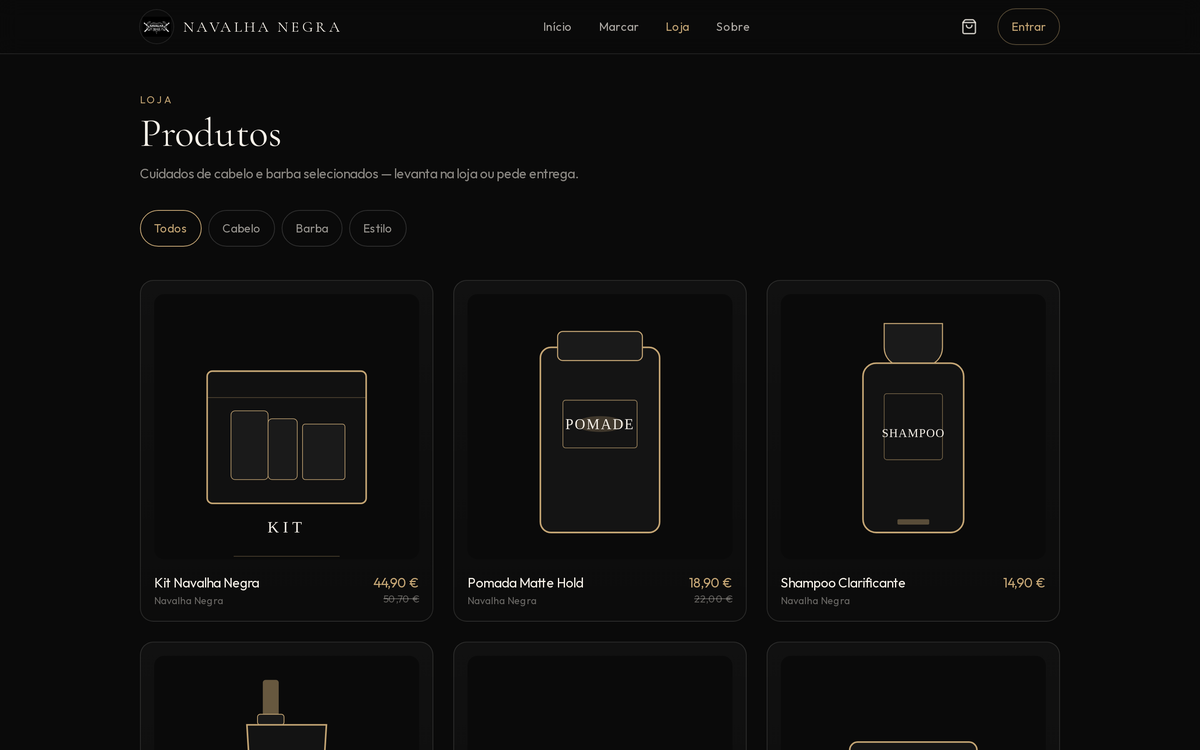 NAVALHA NEGRA
Início
Marcar
Loja
Sobre
Entrar
LOJA
Produtos
Cuidados de cabelo e barba selecionados — levanta na loja ou pede entrega.
Todos
Cabelo
Barba
Estilo
KIT
POMADE
SHAMPOO
Kit Navalha Negra
44,90 €
Navalha Negra
50,70 €
Pomada Matte Hold
18,90 €
Navalha Negra
22,00 €
Shampoo Clarificante
14,90 €
Navalha Negra